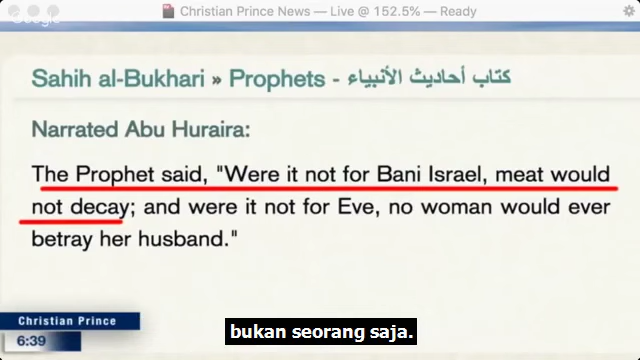 Christian Prince News — Live @ 152.5% — Ready
Google
Sahih al-Bukhari » Prophets - كتاب أحاديث الأنبياء
Narrated Abu Huraira:
The Prophet said, "Were it not for Bani Israel, meat would
not decay; and were it not for Eve, no woman would ever
betray her husband."
Christian Prince
6:39
bukan seorang saja.